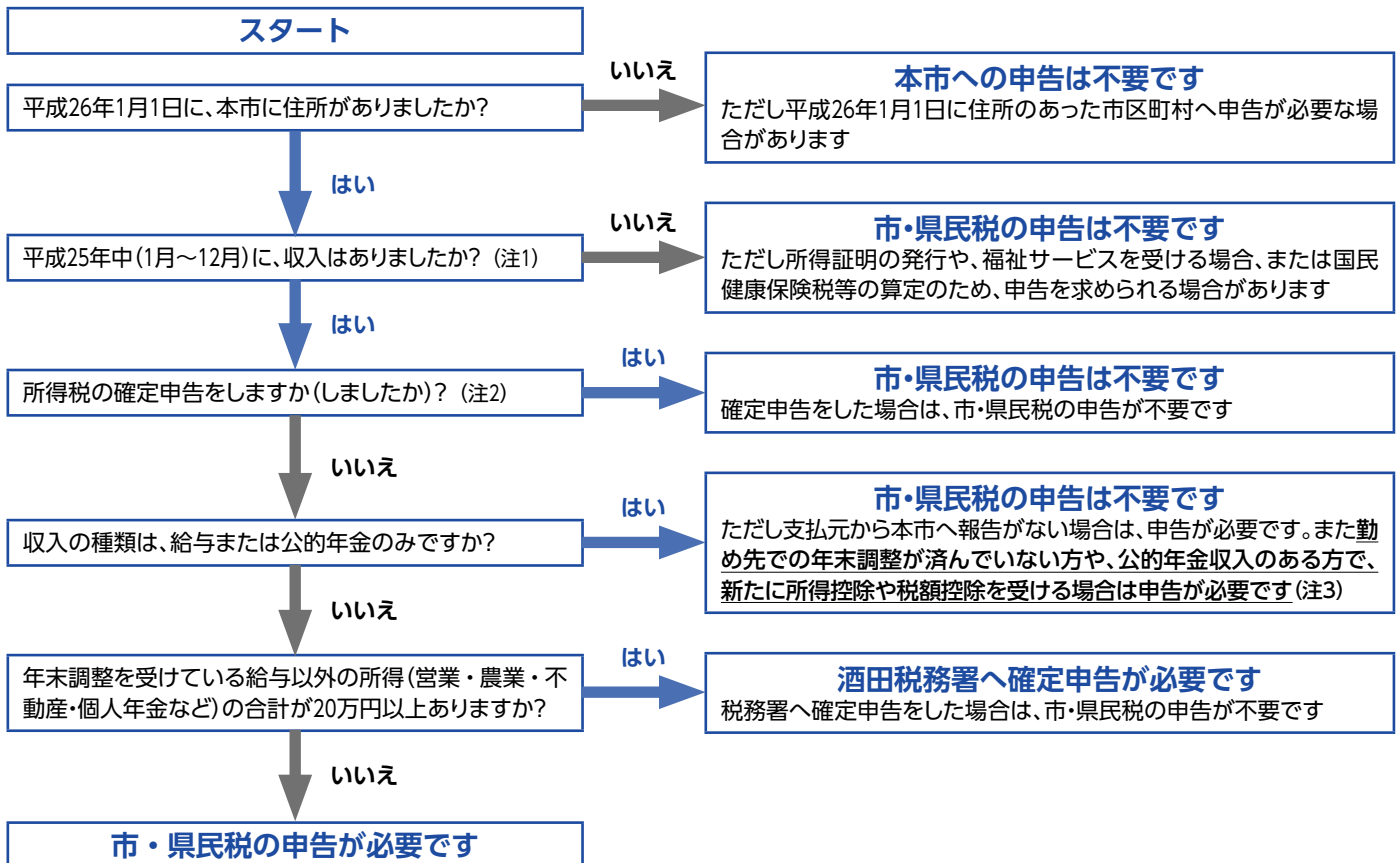 スタート
平成26年1月1日に、本市に住所がありましたか?
いいえ
本市への申告は不要です
ただし平成26年1月1日に住所のあった市区町村へ申告が必要な場
合があります
はい
平成25年中(1月～12月)に、収入はありましたか? (注1)
いいえ
市・県民税の申告は不要です
ただし所得証明の発行や、福祉サービスを受ける場合、または国民
健康保険税等の算定のため、申告を求められる場合があります
はい
所得税の確定申告をしますか(しましたか)? (注2)
はい
市・県民税の申告は不要です
確定申告をした場合は、市・県民税の申告が不要です
いいえ
収入の種類は、給与または公的年金のみですか?
はい
市・県民税の申告は不要です
ただし支払元から本市へ報告がない場合は、申告が必要です。また勤
め先での年末調整が済んでいない方や、公的年金収入のある方で、
新たに所得控除や税額控除を受ける場合は申告が必要です(注3)
いいえ
年末調整を受けている給与以外の所得(営業・農業・不
動産・個人年金など)の合計が20万円以上ありますか?
はい
酒田税務署へ確定申告が必要です
税務署へ確定申告をした場合は、市・県民税の申告が不要です
いいえ
市・県民税の申告が必要です